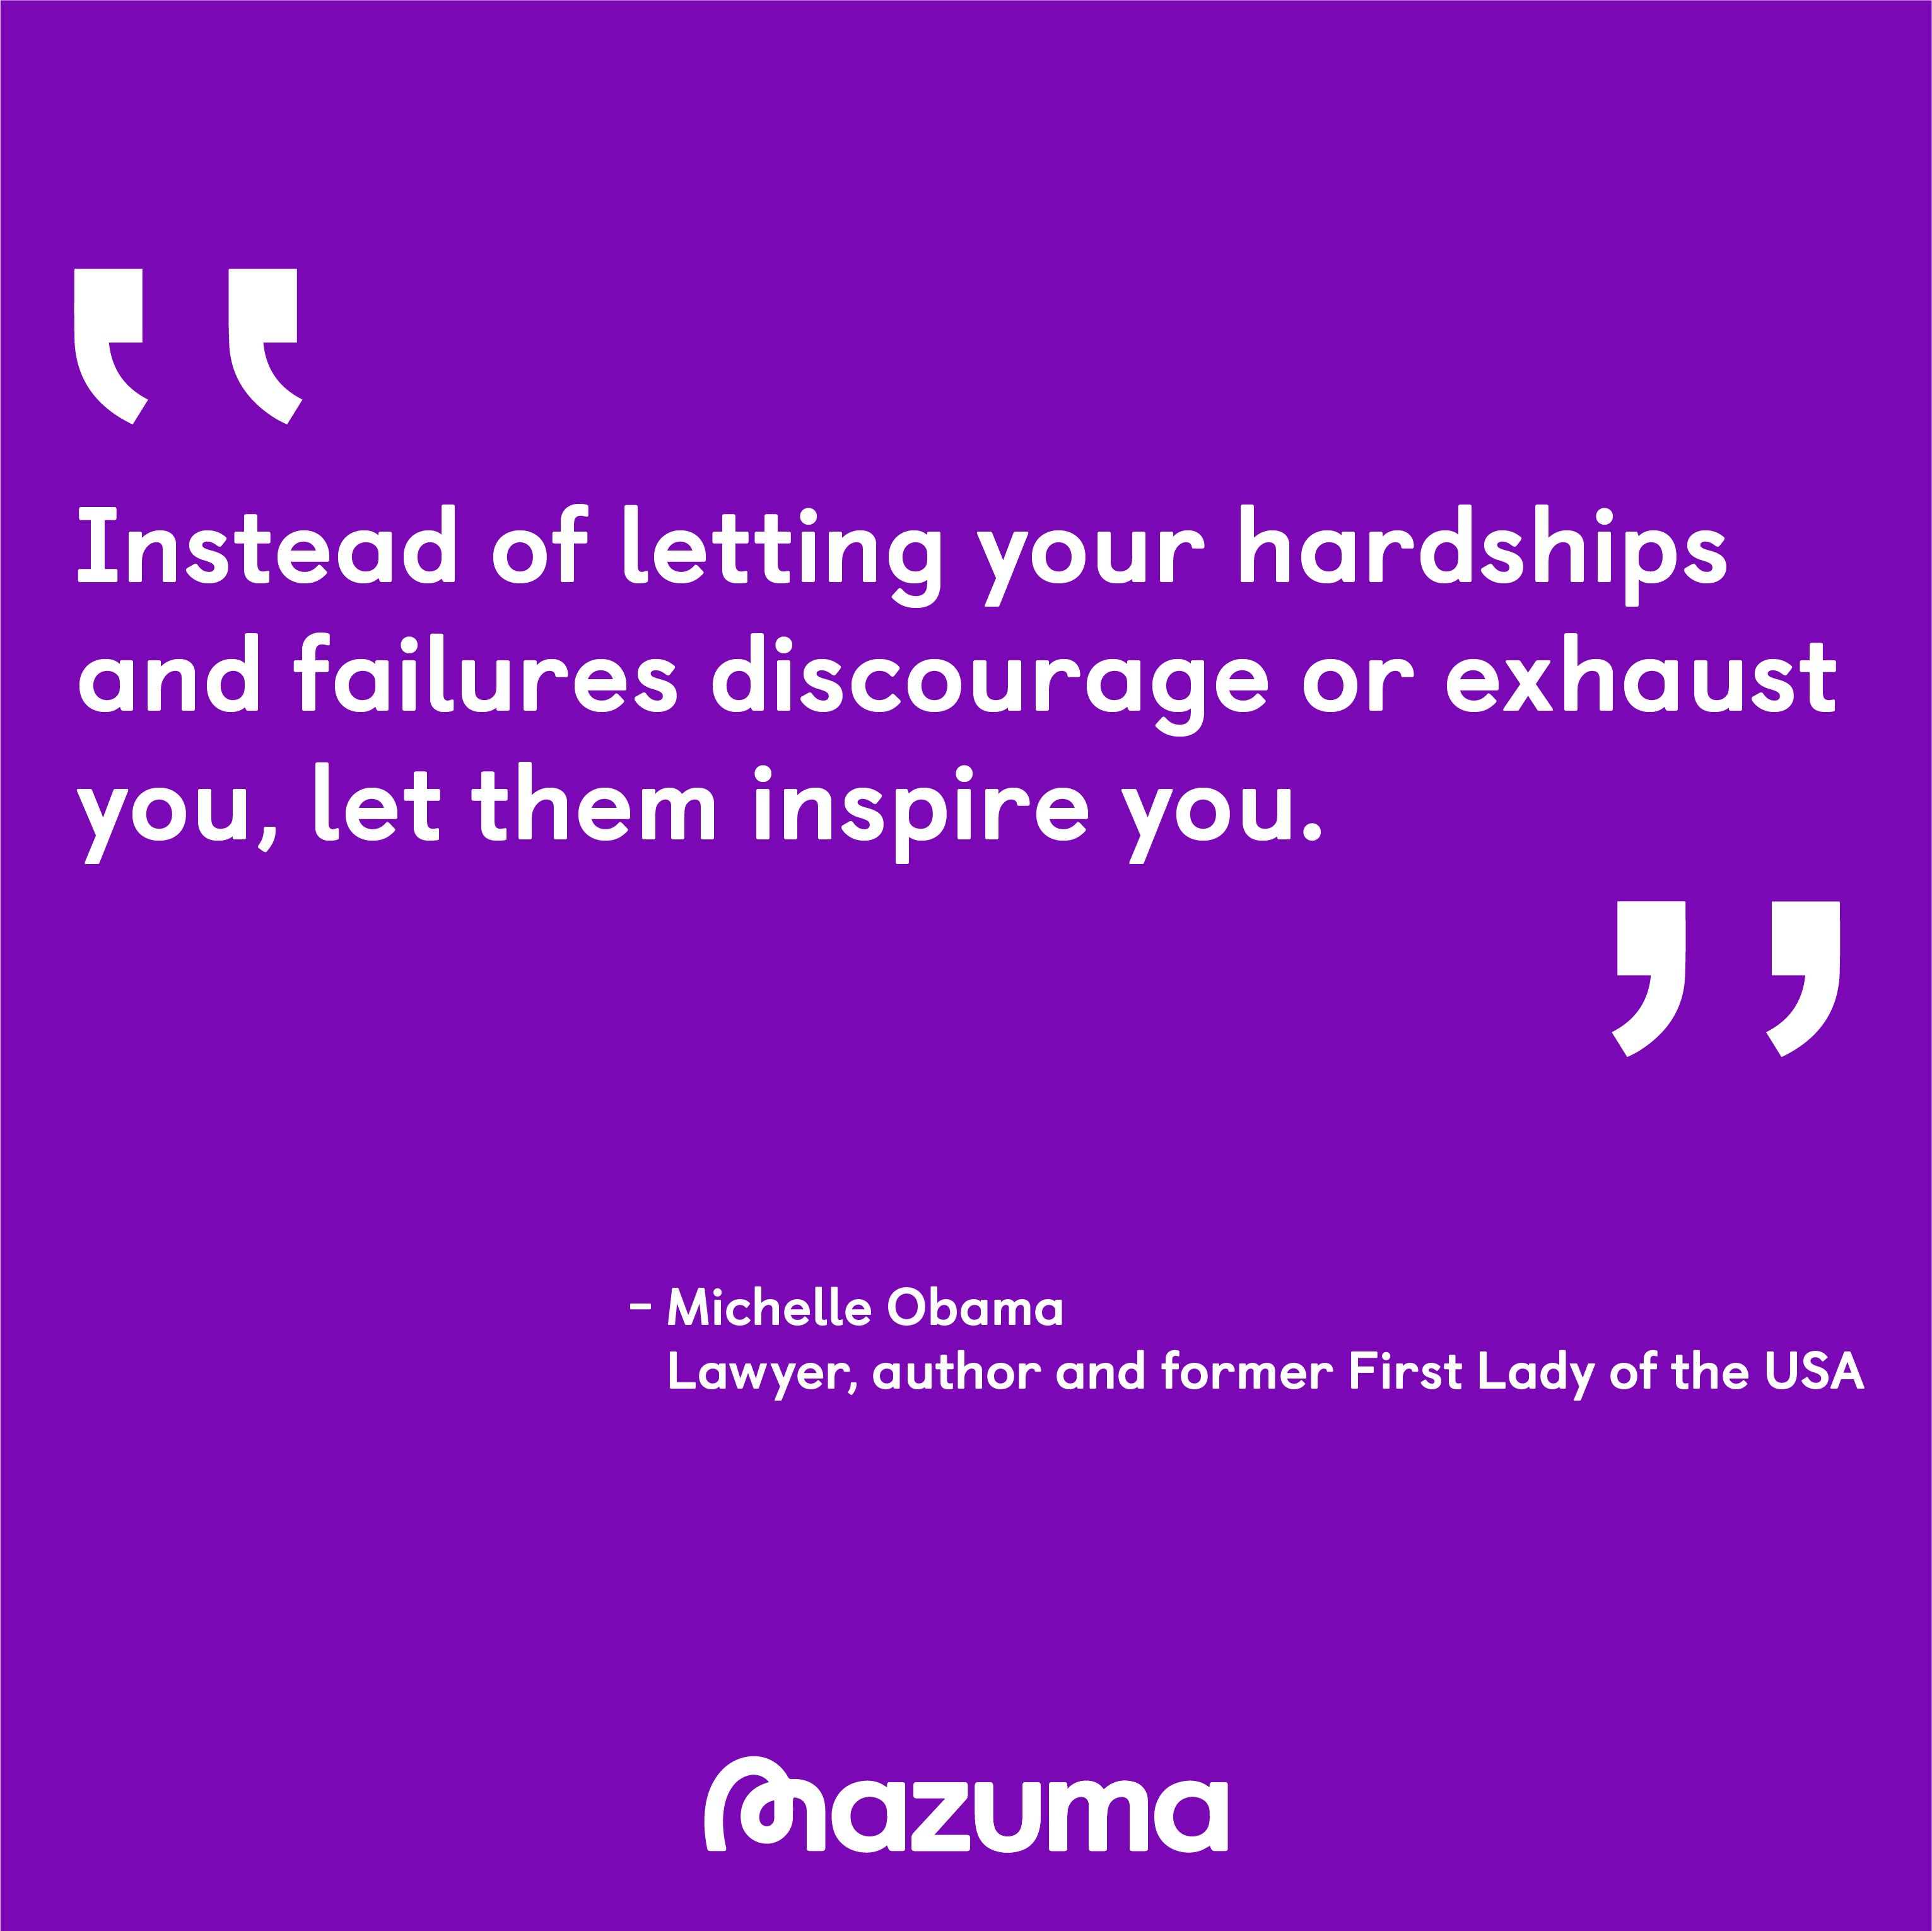 "
Instead of letting your hardships
and failures discourage or exhaust
you, let them inspire you.
"
– Michelle Obama
Lawyer, author and former First Lady of the USA
mazuma